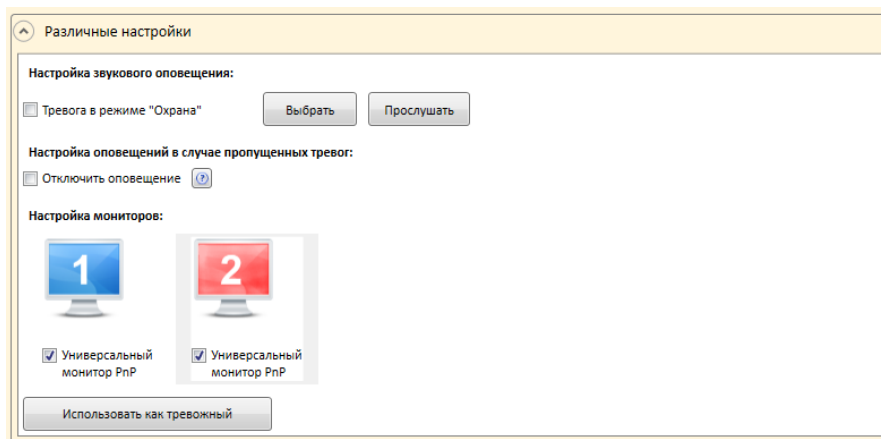 Различные настройки
Настройка звукового оповещения:
Тревога в режиме "Охрана"
Выбрать
Прослушать
Настройка оповещений в случае пропущенных тревог:
Отключить оповещение
?
Настройка мониторов:
1
2
Универсальный
монитор PnP
Универсальный
монитор PnP
Использовать как тревожный